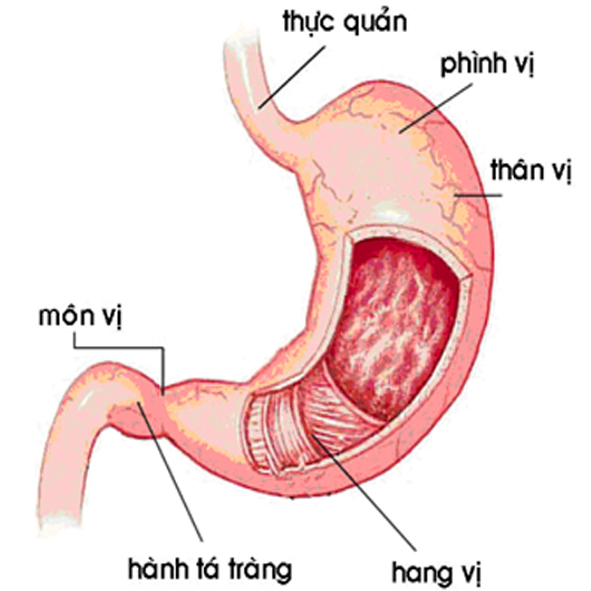 thực quản
phình vị
thân vị
môn vị
hành tá tràng
hang vị